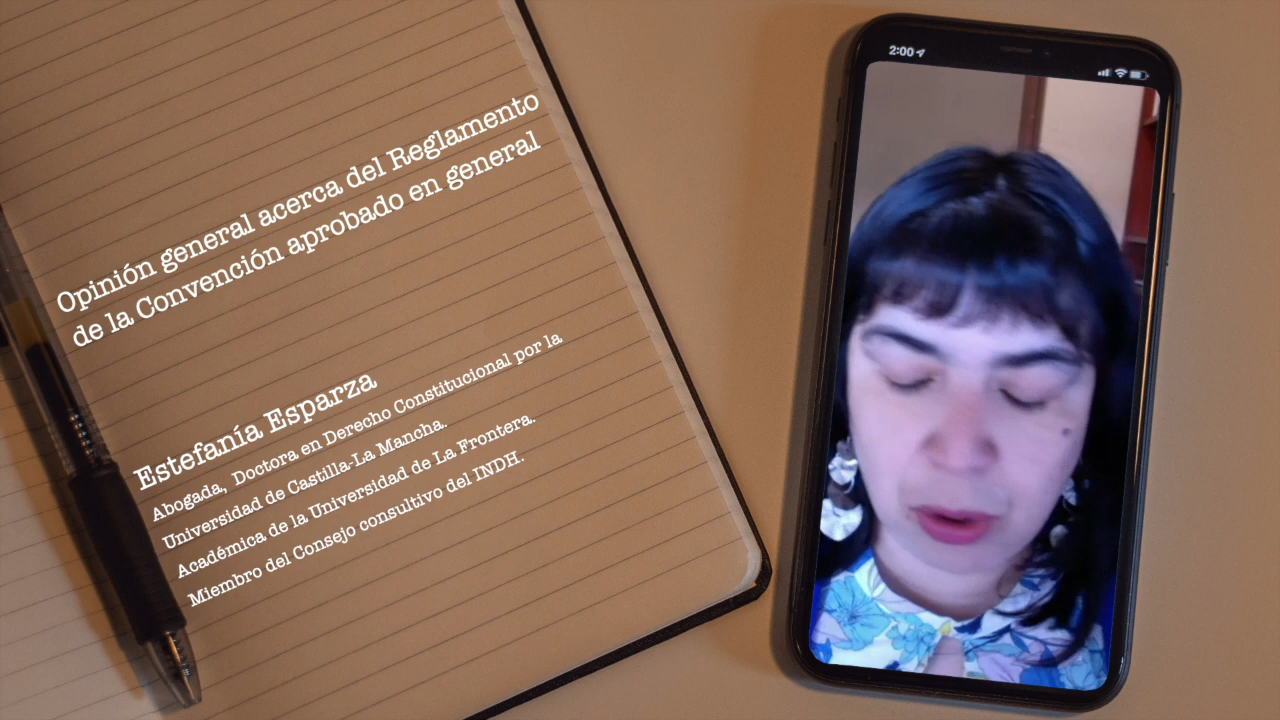 Opinión general acerca del Reglamento
de la Convención aprobado en general
Estefanía Esparza
Abogada, Doctora en Derecho Constitucional por la
Universidad de Castilla-La Mancha.
Académica de la Universidad de La Frontera.
Miembro del Consejo consultivo del INDH.
2:00